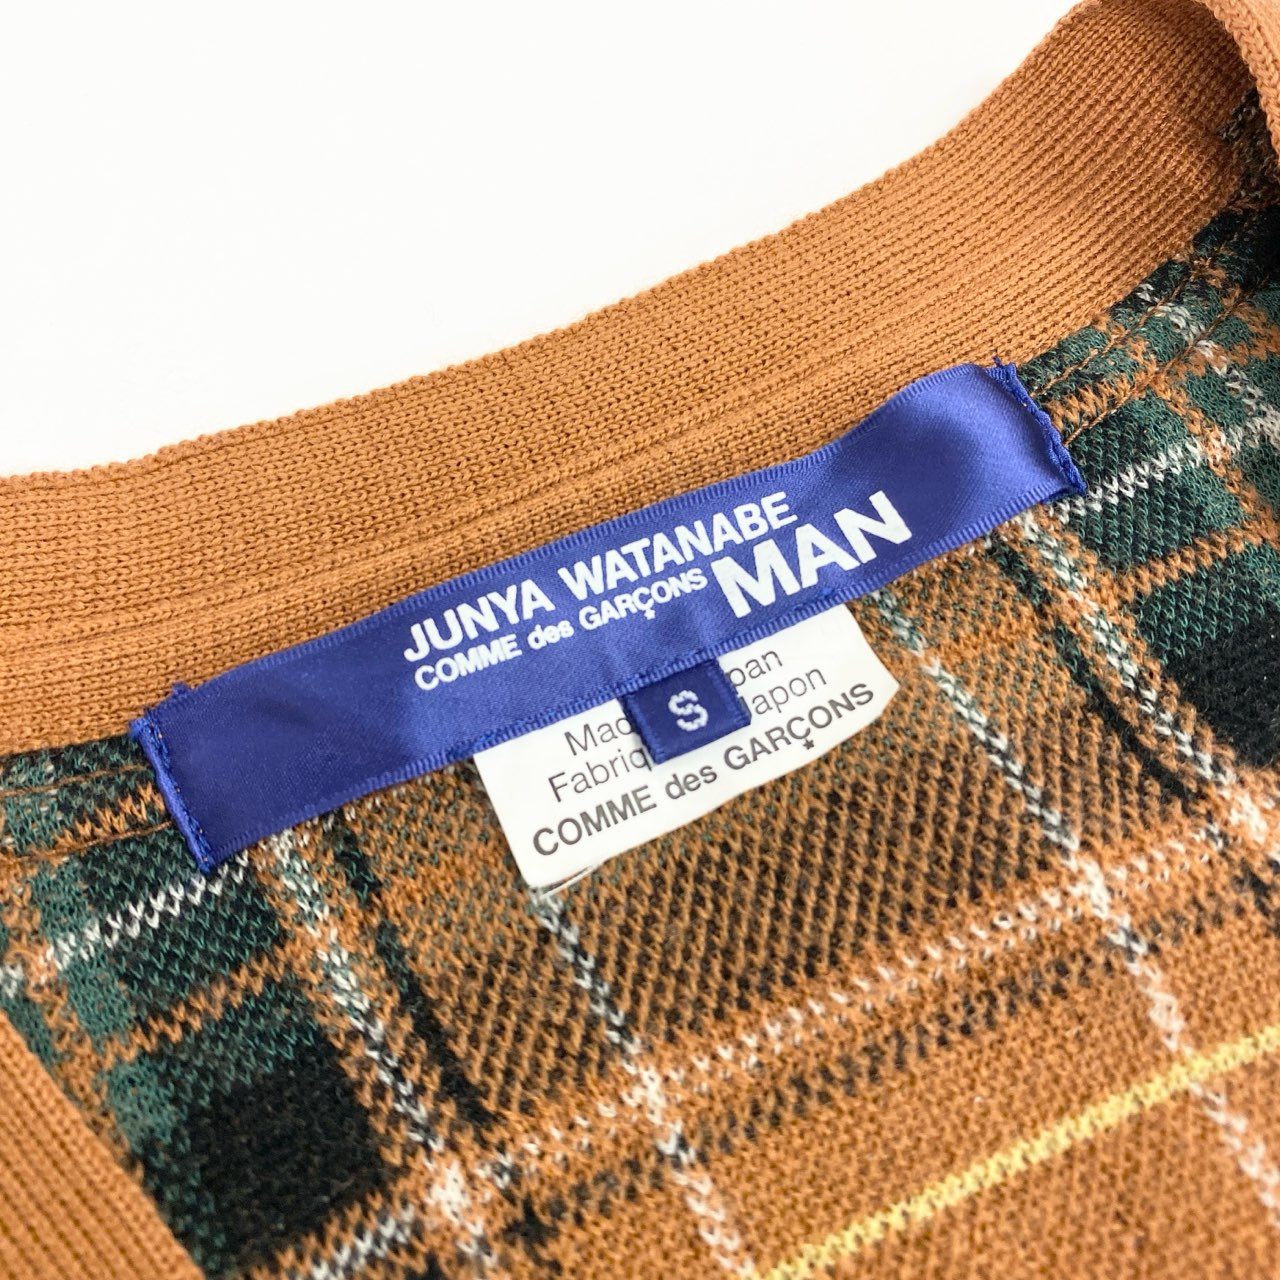 JUNYA WATANABE
COMME des GARÇONS MAN
S
COMME des GARÇONS